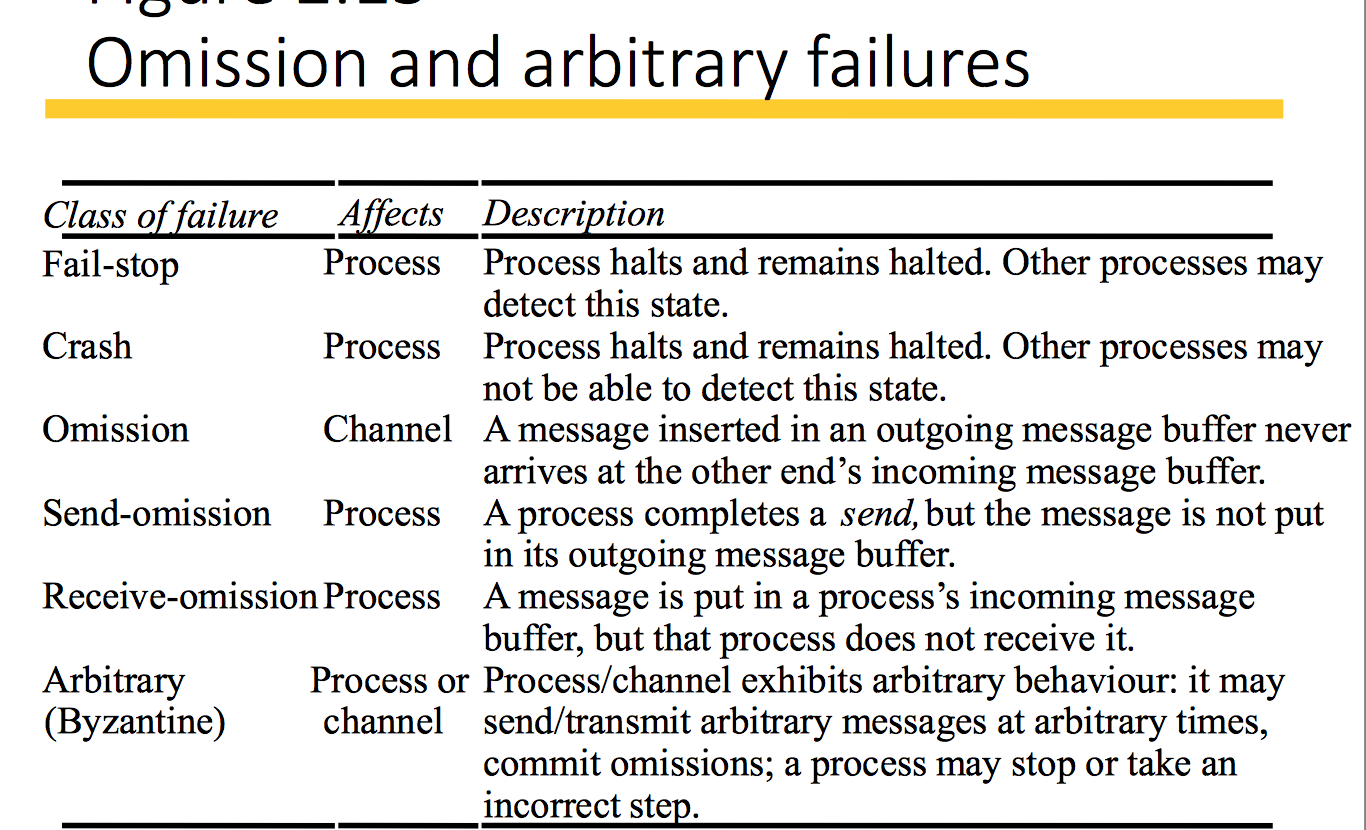 Omission and arbitrary failures
Class of failure Affects Description
Fail-stop Process Process halts and remains halted. Other processes may
detect this state.
Crash Process Process halts and remains halted. Other processes may
not be able to detect this state.
Omission Channel A message inserted in an outgoing message buffer never
arrives at the other end’s incoming message buffer.
Send-omission Process A process completes a send, but the message is not put
in its outgoing message buffer.
Receive-omission Process A message is put in a process’s incoming message
buffer, but that process does not receive it.
Arbitrary Process or Process/channel exhibits arbitrary behaviour: it may
(Byzantine) channel send/transmit arbitrary messages at arbitrary times,
commit omissions; a process may stop or take an
incorrect step.